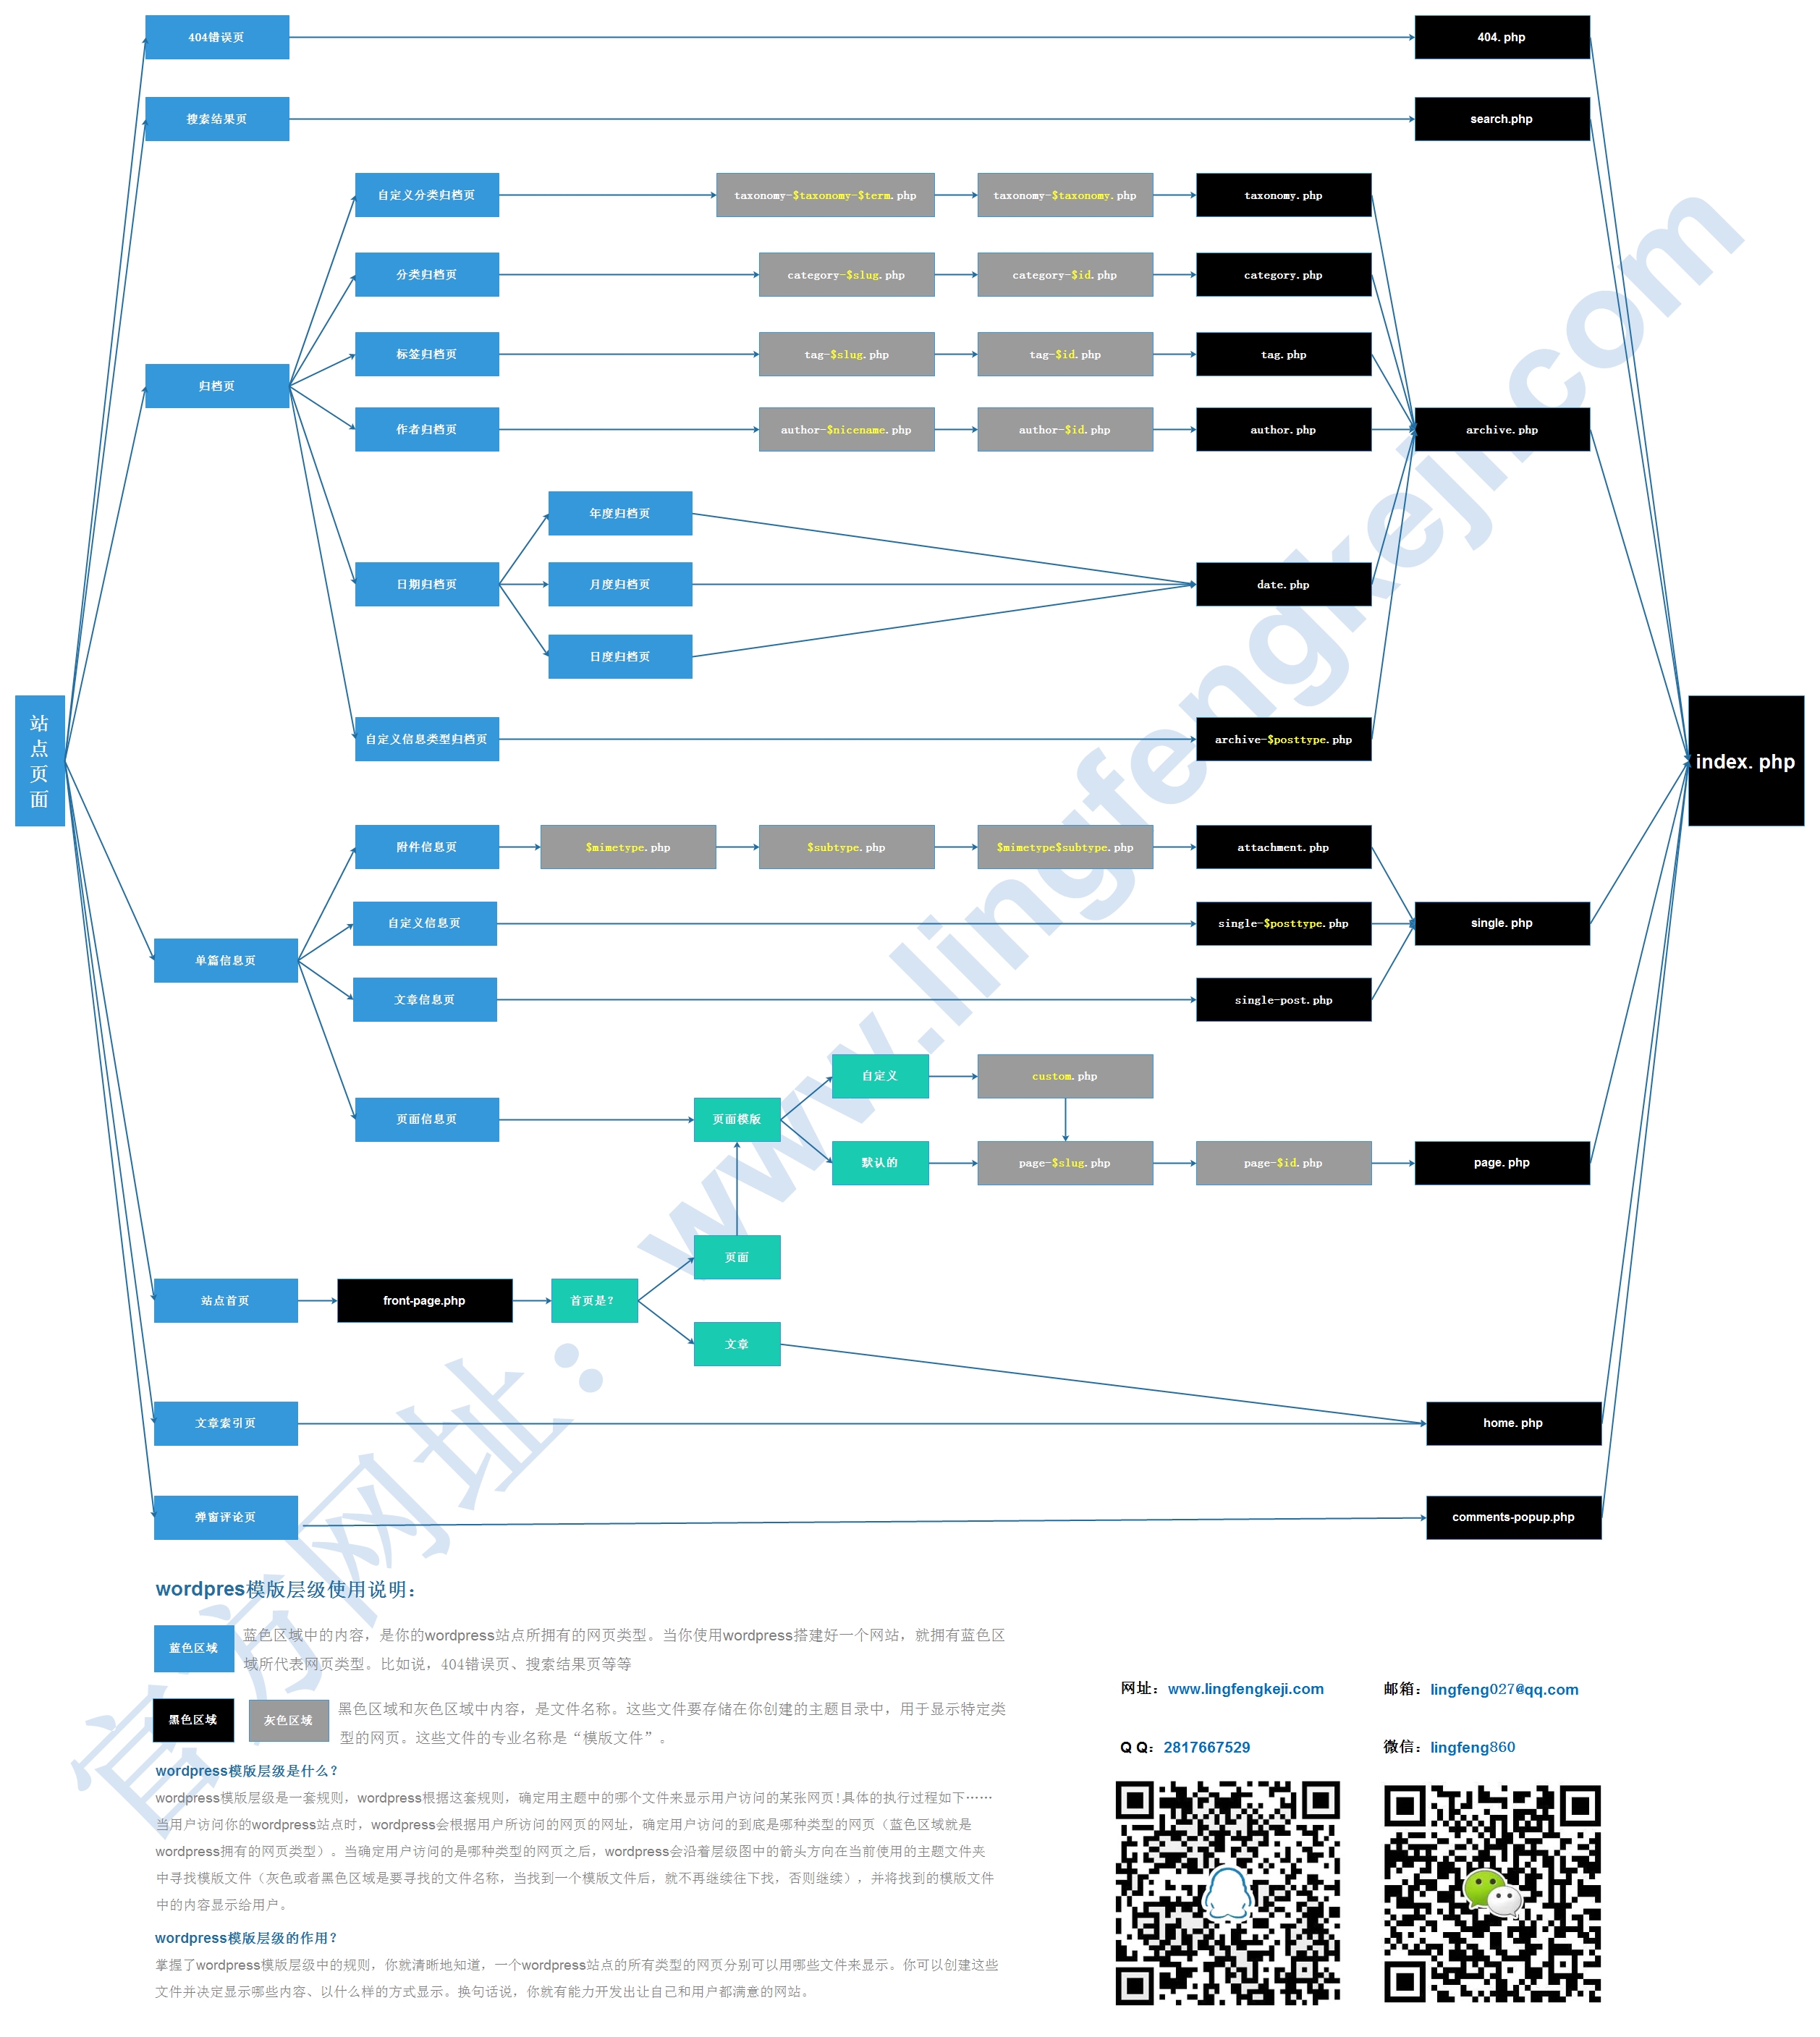 404错误页
404. php
搜索结果页
search.php
自定义分类归档页
taxonomy-$taxonomy-$term.php
taxonomy-$taxonomy.php
taxonomy.php
分类归档页
category-$slug.php
category-$id.php
category.php
标签归档页
tag-$slug.php
tag-$id.php
tag.php
归档页
作者归档页
author-$nicename.php
author-$id.php
author.php
archive.php
年度归档页
日期归档页
月度归档页
date.php
日度归档页
自定义信息类型归档页
archive-$posttype.php
站
点
页
面
index. php
附件信息页
$mimetype.php
$subtype.php
$mimetype$subtype.php
attachment.php
自定义信息页
single-$posttype.php
single. php
单篇信息页
文章信息页
single-post.php
自定义
custom.php
页面信息页
页面模版
默认的
page-$slug.php
page-$id.php
page. php
页面
站点首页
front-page.php
首页是?
文章
文章索引页
home. php
弹窗评论页
comments-popup.php
wordpres模版层级使用说明：
蓝色区域
蓝色区域中的内容，是你的wordpress站点所拥有的网页类型。当你使用wordpress搭建好一个网站，就拥有蓝色区
域所代表网页类型。比如说，404错误页、搜索结果页等等
黑色区域
灰色区域
黑色区域和灰色区域中内容，是文件名称。这些文件要存储在你创建的主题目录中，用于显示特定类
型的网页。这些文件的专业名称是“模版文件”。
wordpress模版层级是什么？
wordpress模版层级是一套规则，wordpress根据这套规则，确定用主题中的哪个文件来显示用户访问的某张网页!具体的执行过程如下……
当用户访问你的wordpress站点时，wordpress会根据用户所访问的网页的网址，确定用户访问的到底是哪种类型的网页（蓝色区域就是
wordpress拥有的网页类型）。当确定用户访问的是哪种类型的网页之后，wordpress会沿着层级图中的箭头方向在当前使用的主题文件夹
中寻找模版文件（灰色或者黑色区域是要寻找的文件名称，当找到一个模版文件后，就不再继续往下找，否则继续），并将找到的模版文件
中的内容显示给用户。
wordpress模版层级的作用？
掌握了wordpress模版层级中的规则，你就清晰地知道，一个wordpress站点的所有类型的网页分别可以用哪些文件来显示。你可以创建这些
文件并决定显示哪些内容、以什么样的方式显示。换句话说，你就有能力开发出让自己和用户都满意的网站。
网址：www.lingfengkeji.com
邮箱：lingfeng027@qq.com
Q Q：2817667529
微信：lingfeng860
官方网址：www.lingfengkeji.com